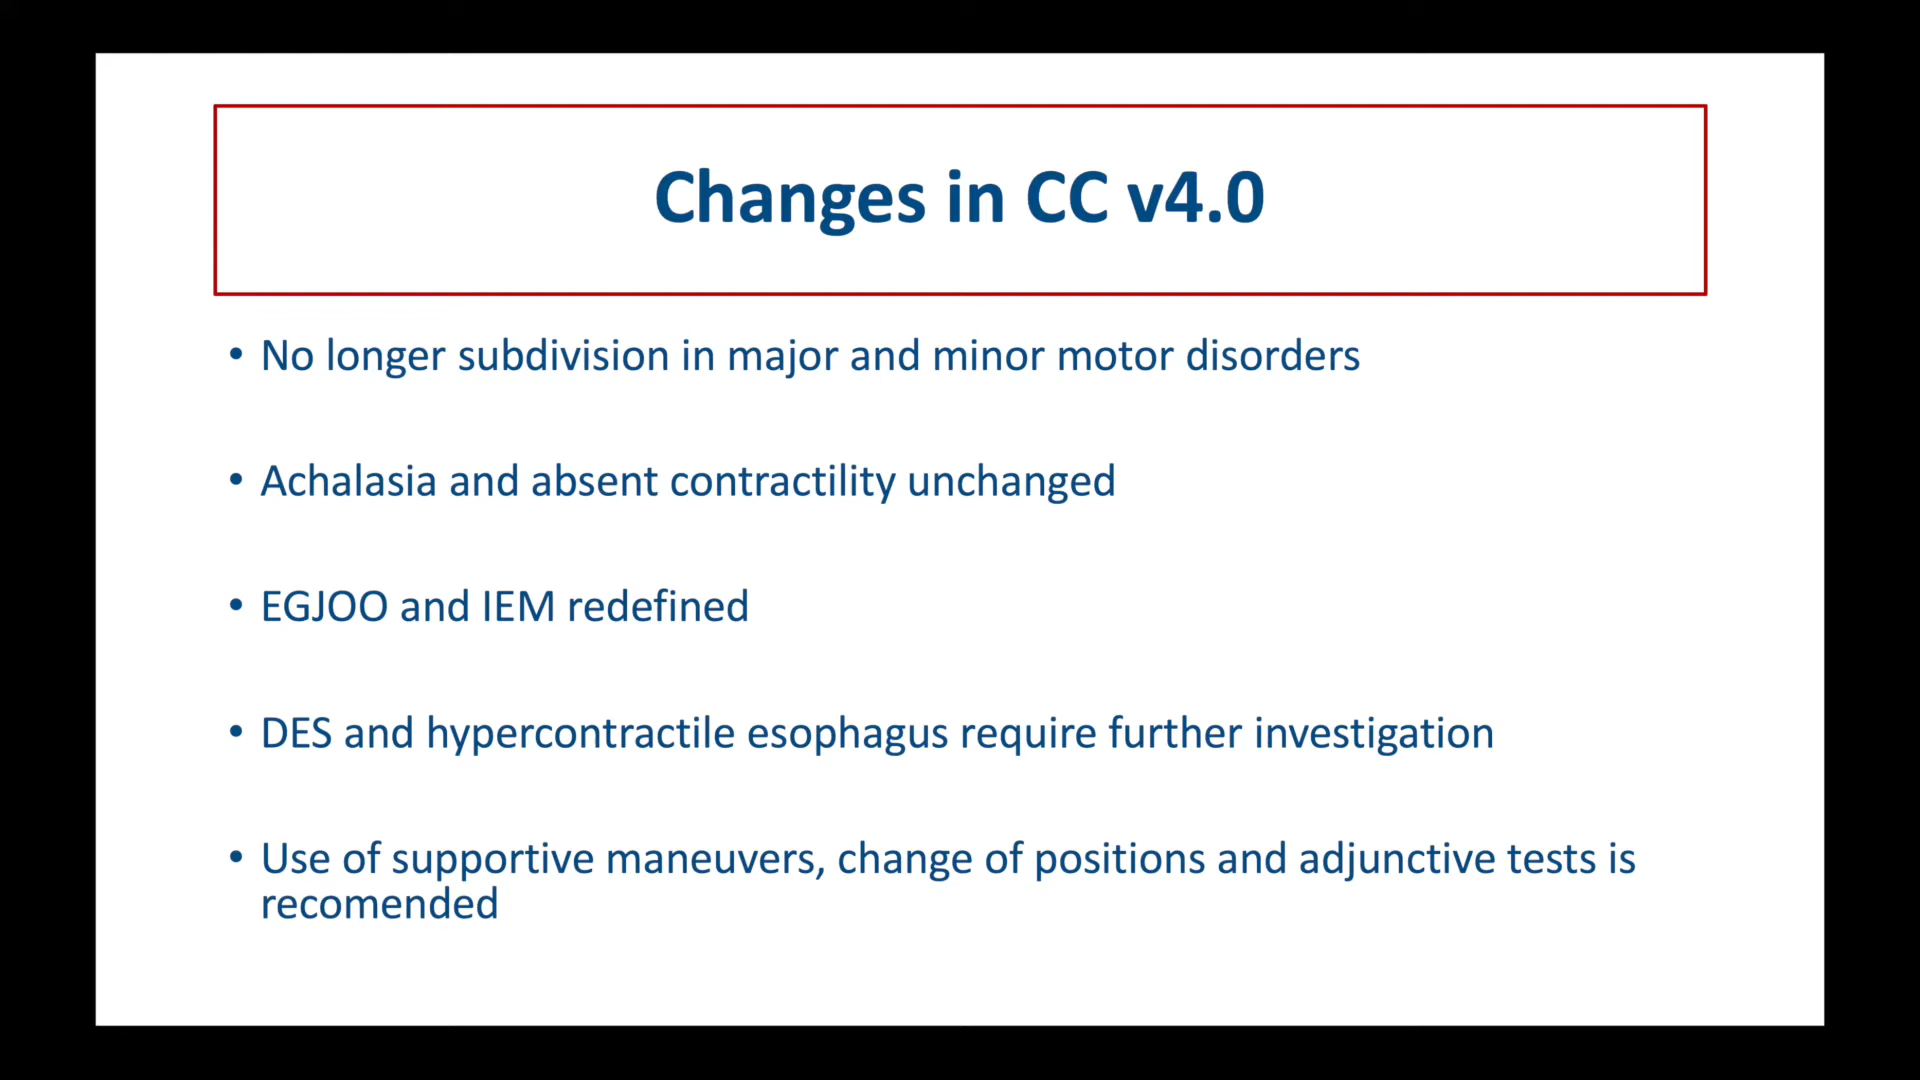 Changes in CC v4.0
• No longer subdivision in major and minor motor disorders
• Achalasia and absent contractility unchanged
• EGJOO and IEM redefined
• DES and hypercontractile esophagus require further investigation
• Use of supportive maneuvers, change of positions and adjunctive tests is
recomended